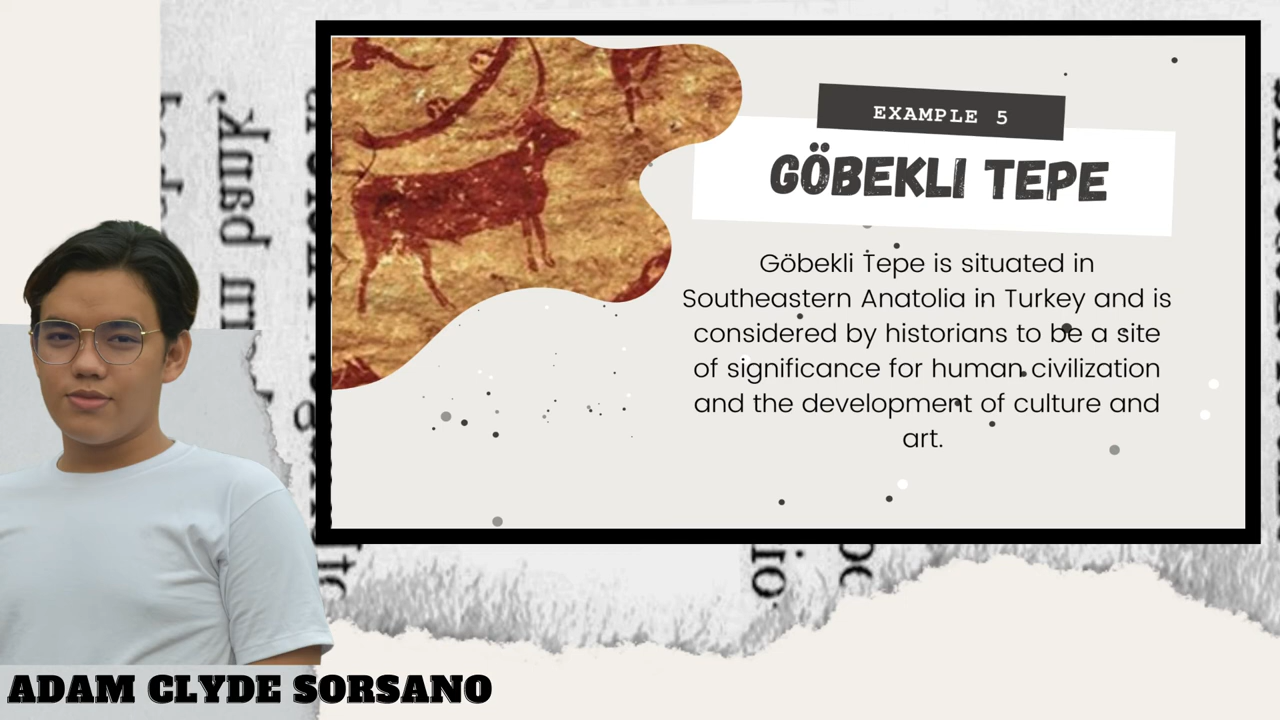 EXAMPLE 5
GÖBEKLI TEPE
Göbekli Tepe is situated in
Southeastern Anatolia in Turkey and is
considered by historians to be a site
of significance for human civilization
and the development of culture and
art.
ADAM CLYDE SORSANO